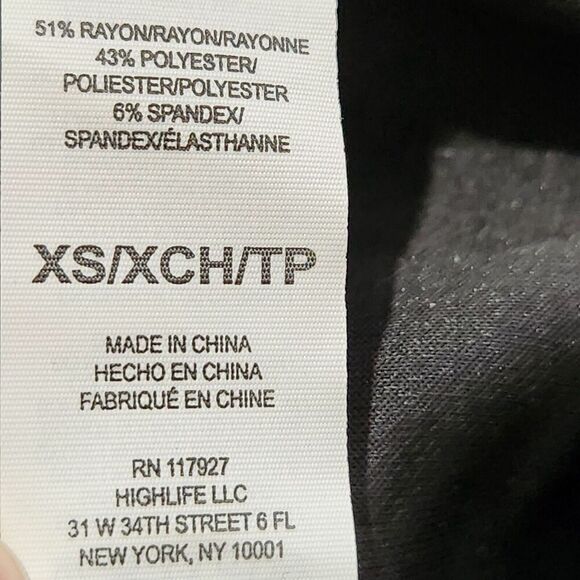 51% RAYON/RAYON/RAYONNE
43% POLYESTER/
POLIESTER/POLYESTER
6% SPANDEX/
SPANDEX/ÉLASTHANNE
XS/XCH/TP
MADE IN CHINA
HECHO EN CHINA
FABRIQUÉ EN CHINE
RN 117927
HIGHLIFE LLC
31 W 34TH STREET 6 FL
NEW YORK, NY 10001